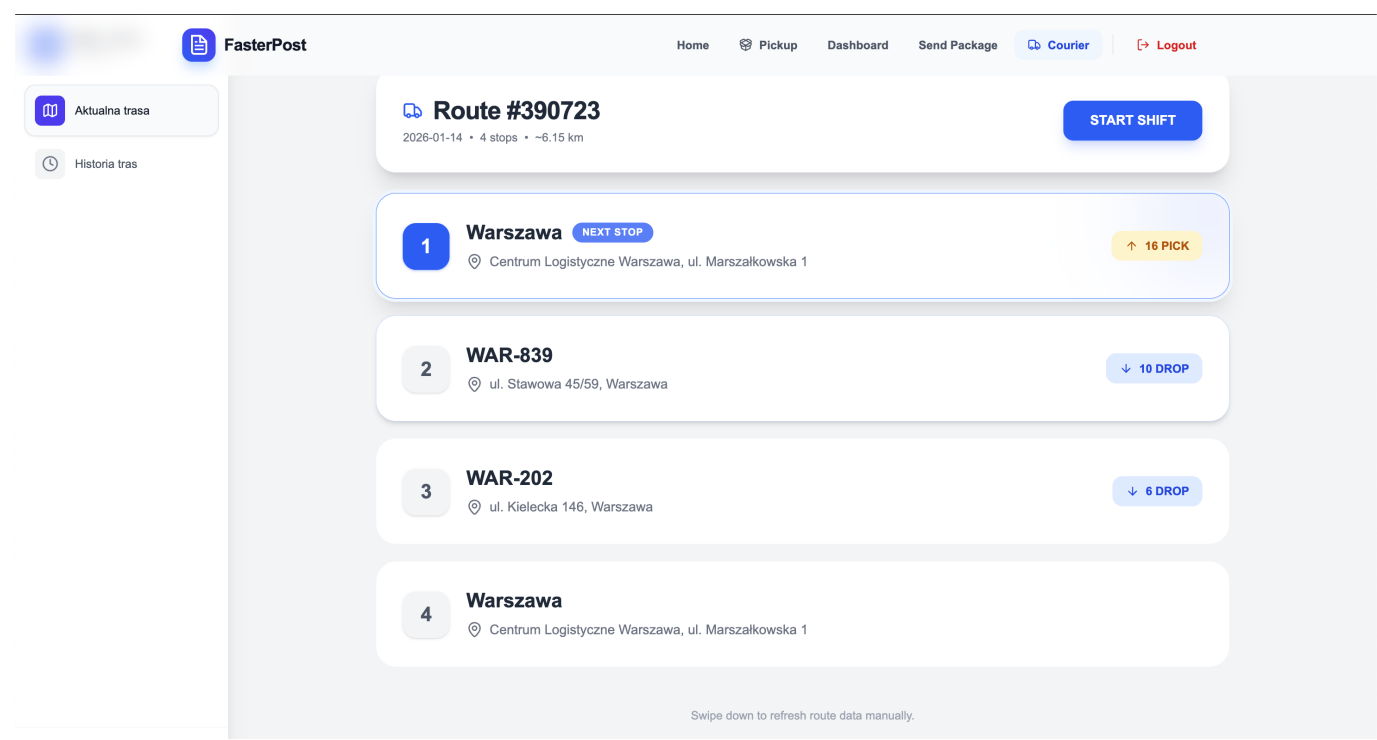 FasterPost
Home Pickup Dashboard Send Package Courier Logout
Aktualna trasa
Historia tras
Route #390723
2026-01-14 • 4 stops • ~6.15 km
START SHIFT
1
Warszawa NEXT STOP
Centrum Logistyczne Warszawa, ul. Marszałkowska 1
↑ 16 PICK
2
WAR-839
ul. Stawowa 45/59, Warszawa
↓ 10 DROP
3
WAR-202
ul. Kielecka 146, Warszawa
↓ 6 DROP
4
Warszawa
Centrum Logistyczne Warszawa, ul. Marszałkowska 1
Swipe down to refresh route data manually.